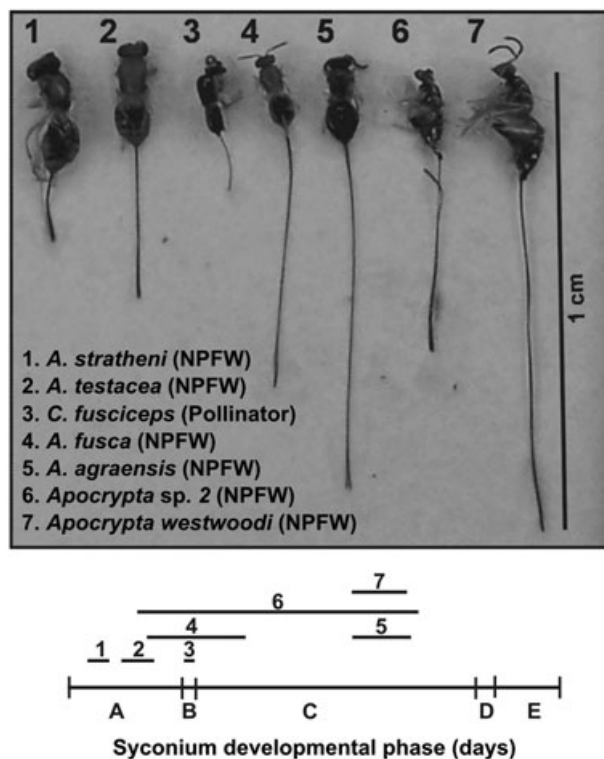 1 2 3 4 5 6 7
1 cm
1. A. stratheni (NPFW)
2. A. testacea (NPFW)
3. C. fusciceps (Pollinator)
4. A. fusca (NPFW)
5. A. agraensis (NPFW)
6. Apocrypta sp. 2 (NPFW)
7. Apocrypta westwoodi (NPFW)
7
6
4 5
1 2 3
A B C D E
Syconium developmental phase (days)